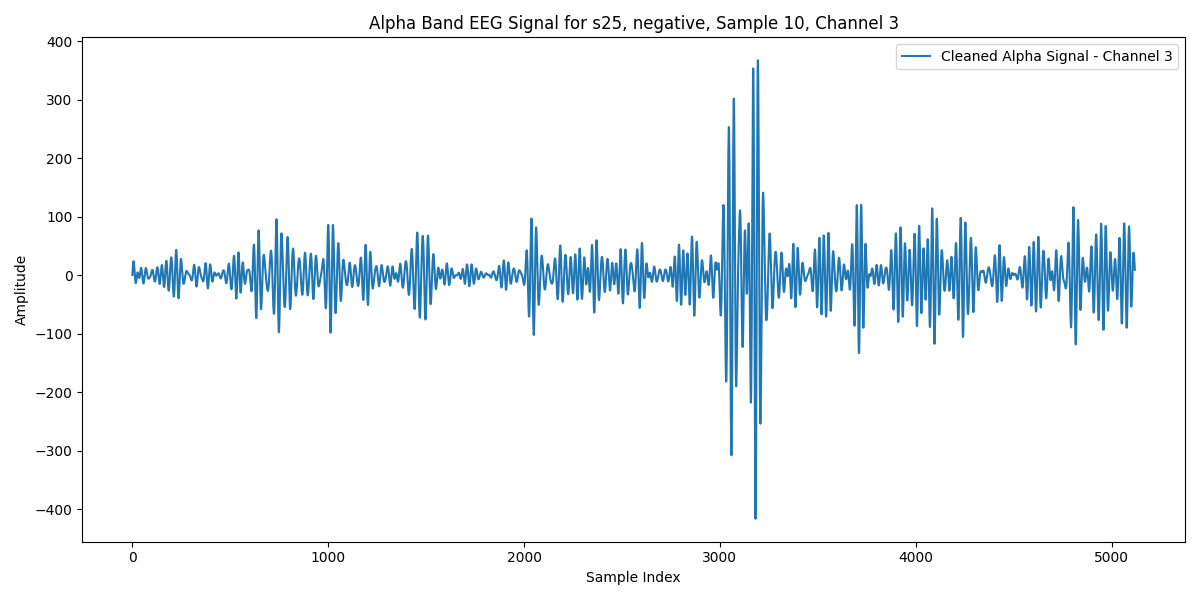 Alpha Band EEG Signal for s25, negative, Sample 10, Channel 3
Cleaned Alpha Signal - Channel 3
Amplitude
400
300
200
100
0
−100
−200
−300
−400
0 1000 2000 3000 4000 5000
Sample Index